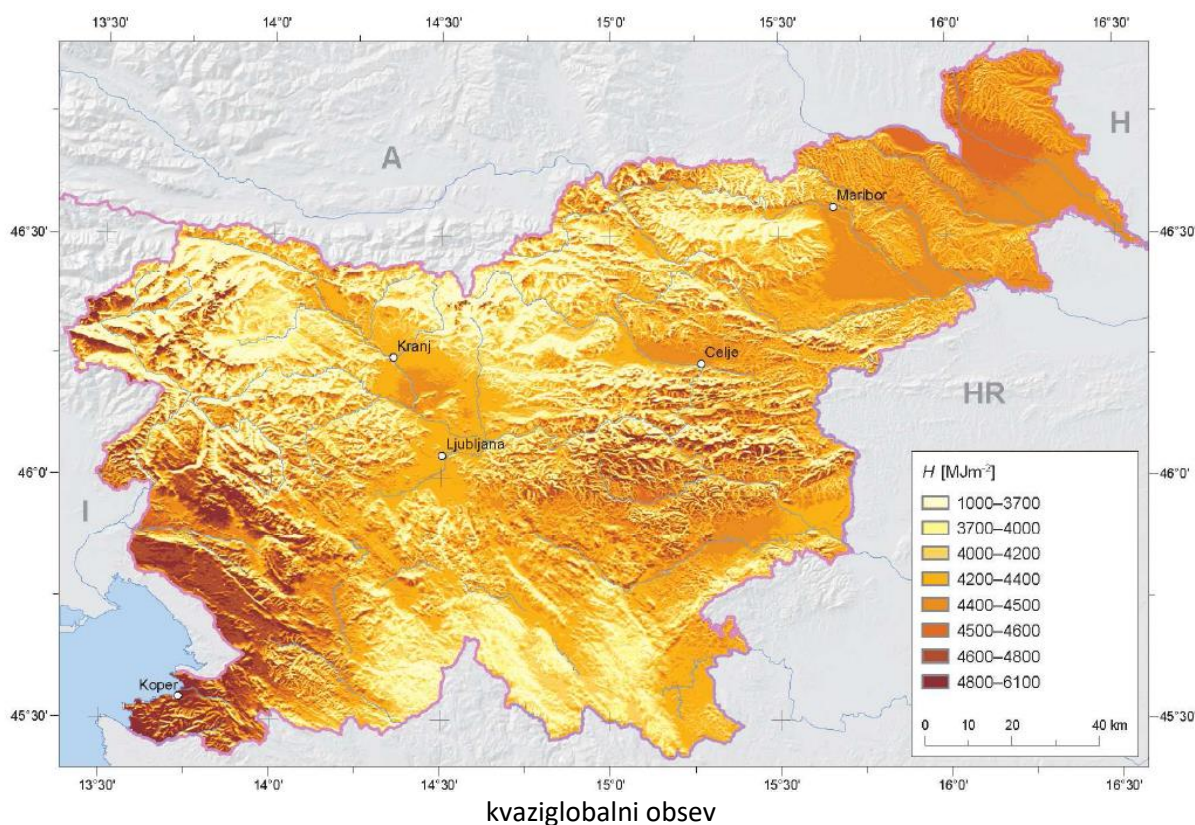 13°30' 14°0' 14°30' 15°0' 15°30' 16°0' 16°30'
H
A
Maribor
46°30' 46°30'
Kranj
Celje
HR
Ljubljana
46°0' 46°0'
I
H [MJm⁻²]
1000–3700
3700–4000
4000–4200
4200–4400
4400–4500
4500–4600
4600–4800
4800–6100
Koper
45°30' 45°30'
0 10 20 40 km
13°30' 14°0' 14°30' 15°0' 15°30' 16°0' 16°30'
kvaziglobalni obsev